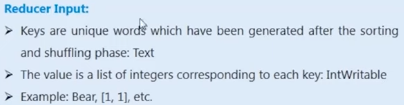 Reducer Input:
➢ Keys are unique words which have been generated after the sorting
and shuffling phase: Text
➢ The value is a list of integers corresponding to each key: IntWritable
➢ Example: Bear, [1, 1], etc.